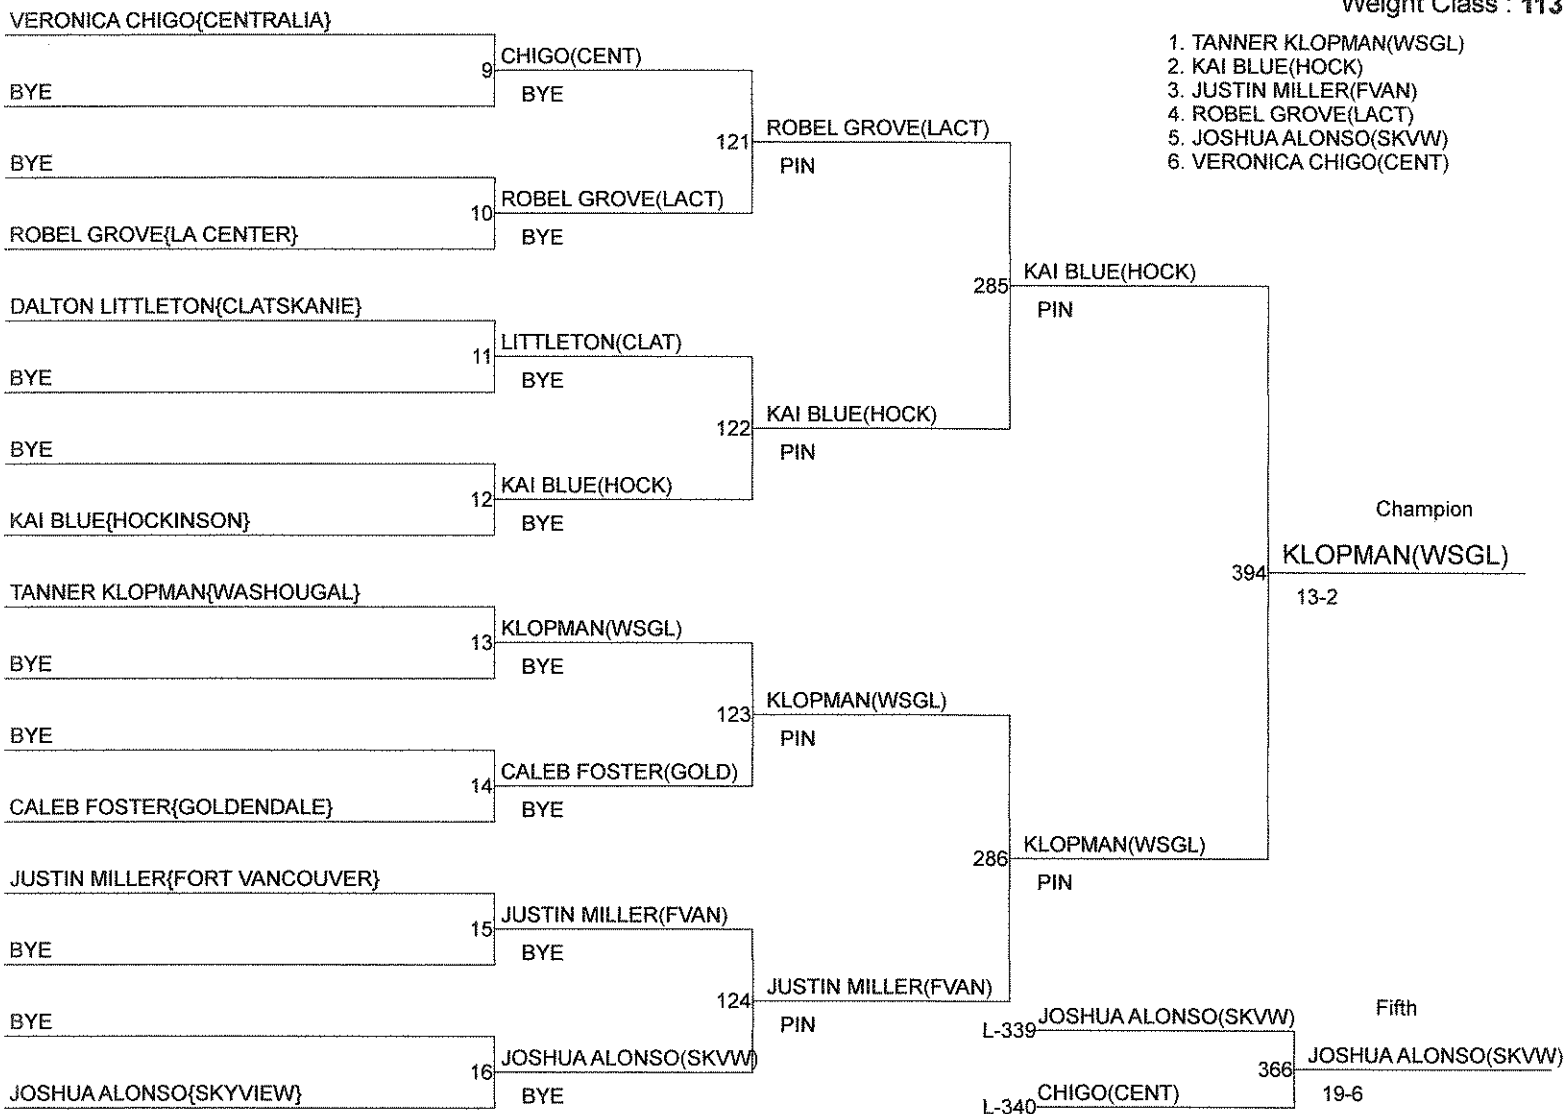 Weight Class : 113
1. TANNER KLOPMAN(WSGL)
2. KAI BLUE(HOCK)
3. JUSTIN MILLER(FVAN)
4. ROBEL GROVE(LACT)
5. JOSHUA ALONSO(SKVW)
6. VERONICA CHIGO(CENT)
VERONICA CHIGO{CENTRALIA}
BYE
BYE
ROBEL GROVE{LA CENTER}
DALTON LITTLETON{CLATSKANIE}
BYE
BYE
KAI BLUE{HOCKINSON}
TANNER KLOPMAN{WASHOUGAL}
BYE
BYE
CALEB FOSTER{GOLDENDALE}
JUSTIN MILLER{FORT VANCOUVER}
BYE
BYE
JOSHUA ALONSO{SKYVIEW}
9 CHIGO(CENT)
BYE
10 ROBEL GROVE(LACT)
BYE
11 LITTLETON(CLAT)
BYE
12 KAI BLUE(HOCK)
BYE
13 KLOPMAN(WSGL)
BYE
14 CALEB FOSTER(GOLD)
BYE
15 JUSTIN MILLER(FVAN)
BYE
16 JOSHUA ALONSO(SKVW)
BYE
121 ROBEL GROVE(LACT)
PIN
122 KAI BLUE(HOCK)
PIN
123 KLOPMAN(WSGL)
PIN
124 JUSTIN MILLER(FVAN)
PIN
285 KAI BLUE(HOCK)
PIN
286 KLOPMAN(WSGL)
PIN
Champion
394 KLOPMAN(WSGL)
13-2
L-339 JOSHUA ALONSO(SKVW)
L-340 CHIGO(CENT)
Fifth
366 JOSHUA ALONSO(SKVW)
19-6